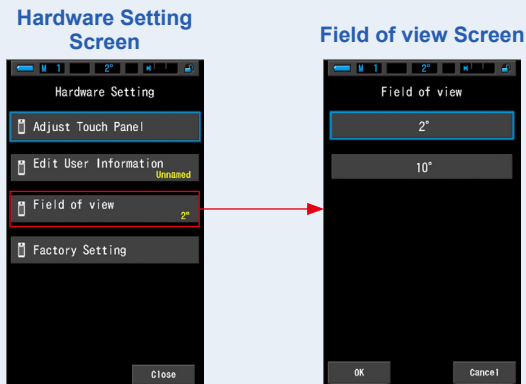 Hardware Setting
Screen
M 1 2°
Hardware Setting
Adjust Touch Panel
Edit User Information
Unnamed
Field of view
2°
Factory Setting
Close
Field of view Screen
M 1 2°
Field of view
2°
10°
OK Cancel